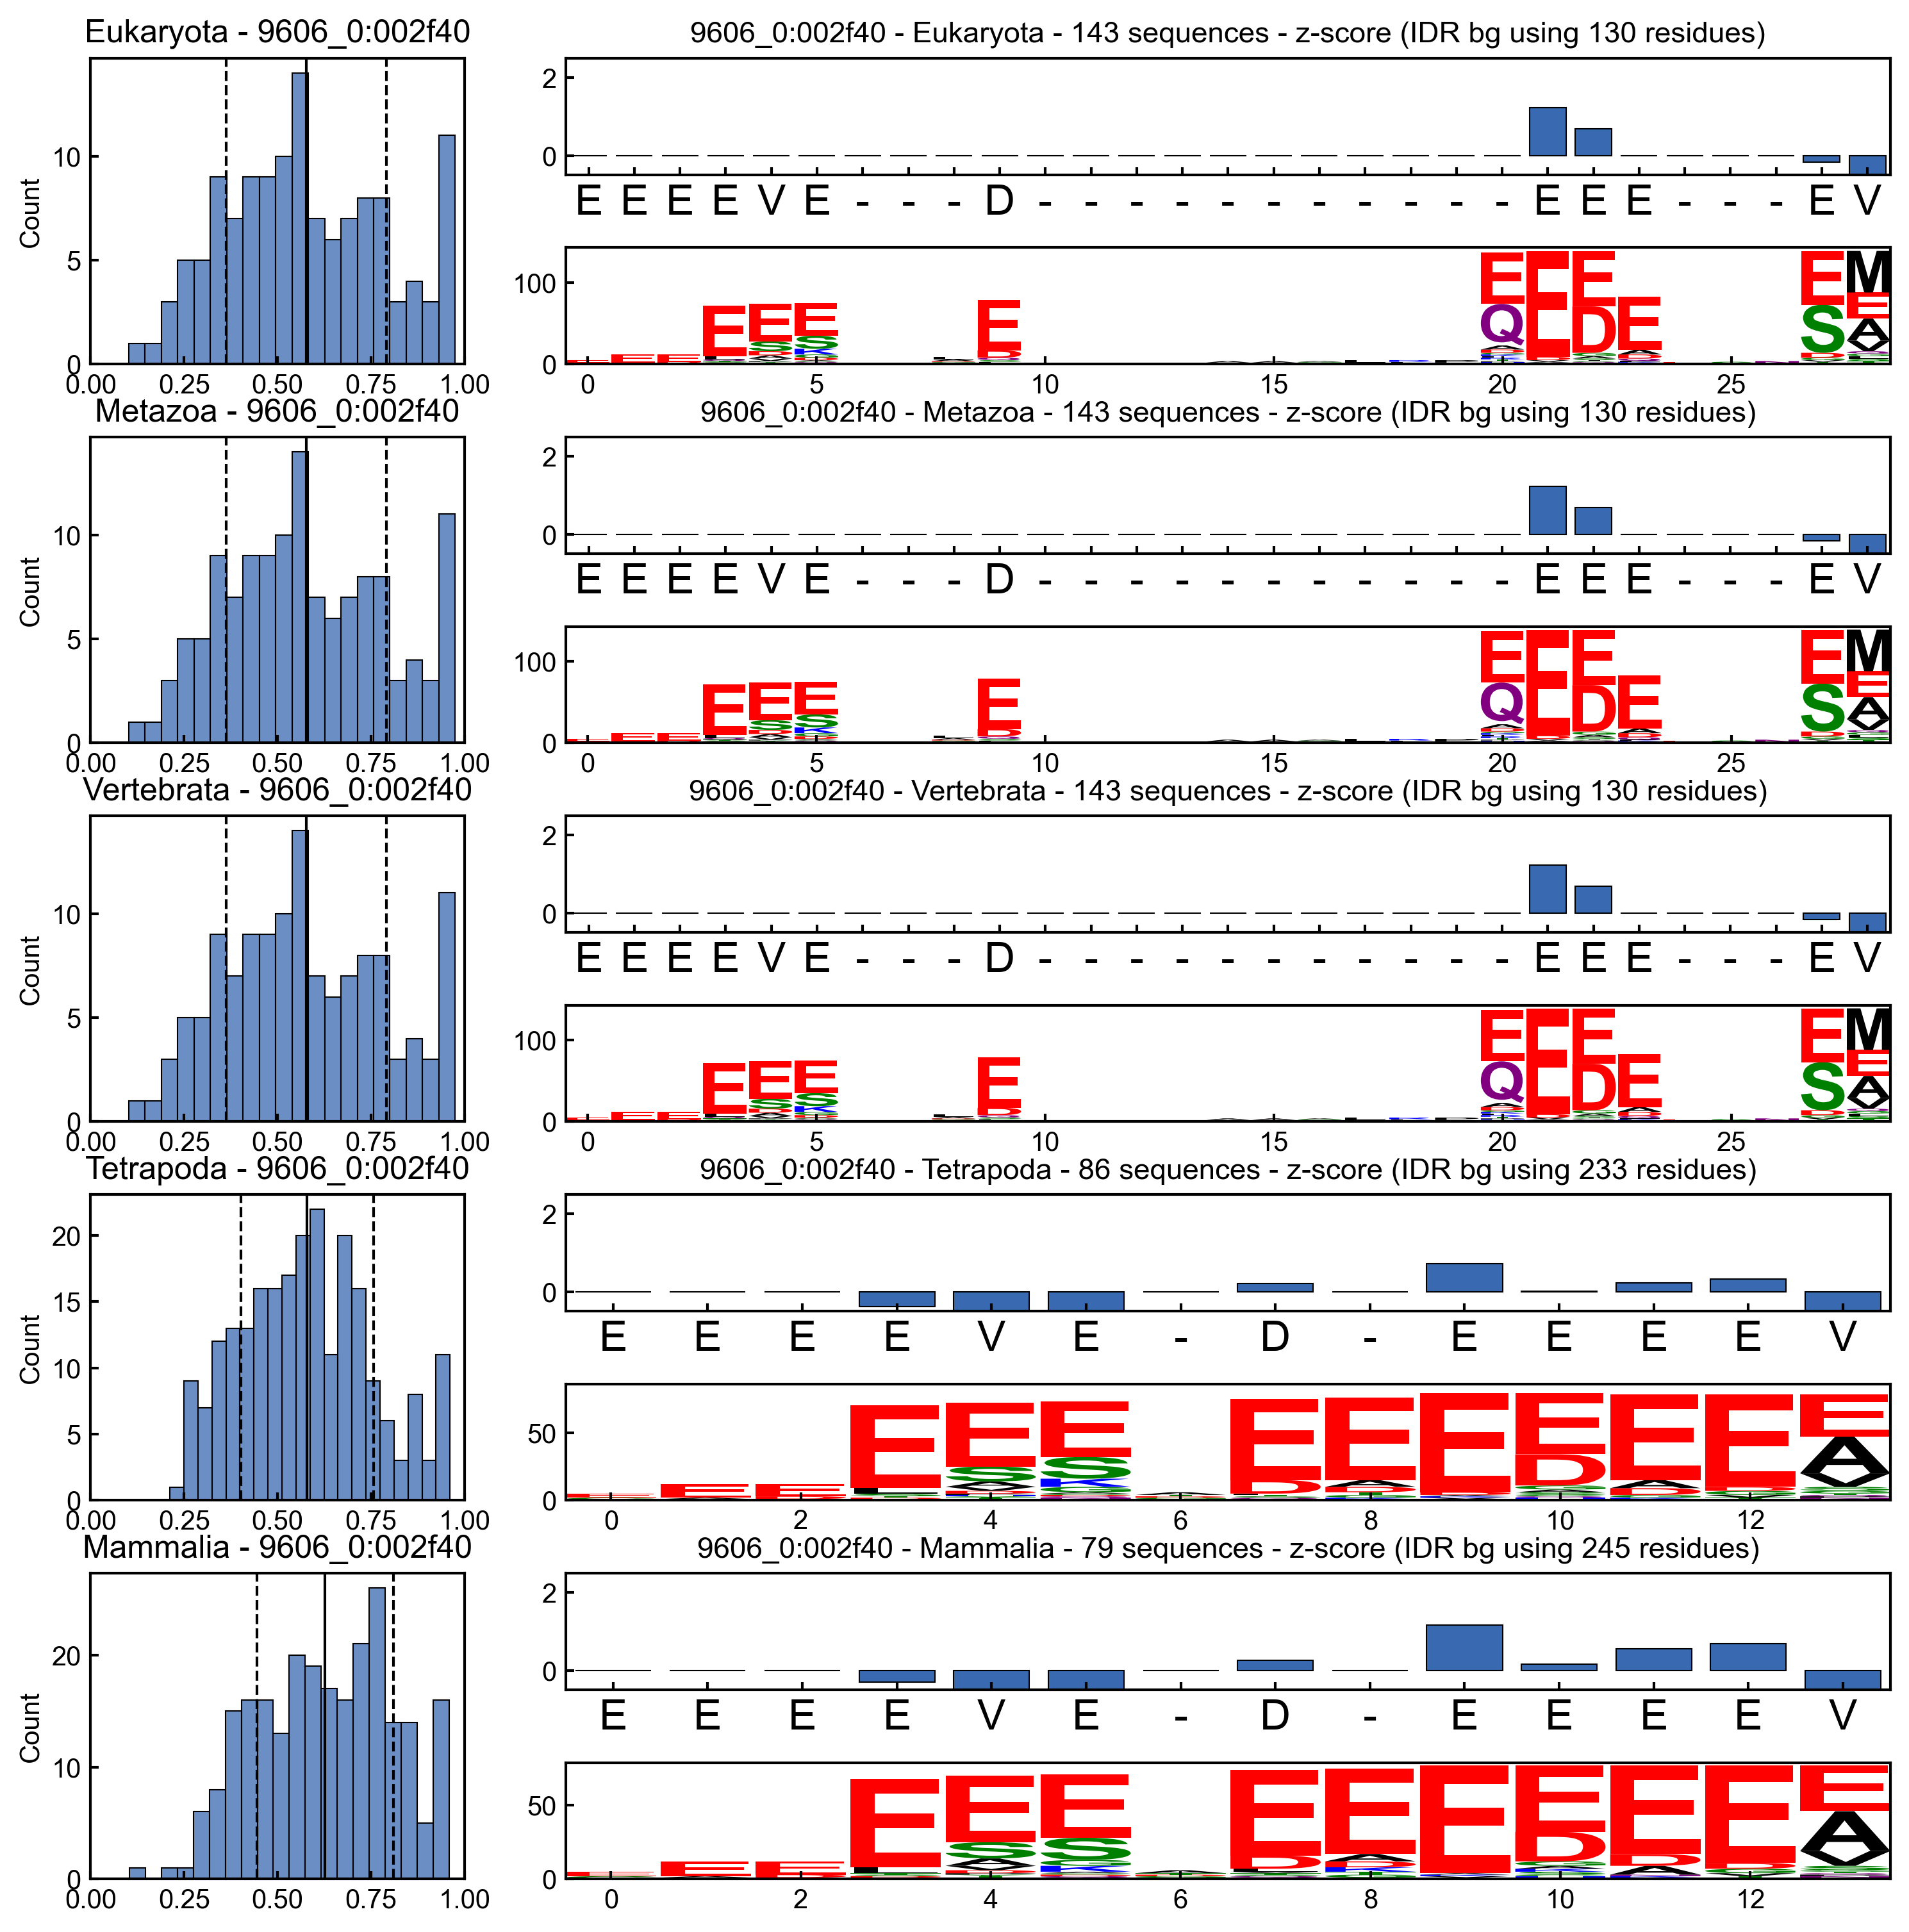 Eukaryota - 9606_0:002f40
9606_0:002f40 - Eukaryota - 143 sequences - z-score (IDR bg using 130 residues)
Count
10
5
0
0.00 0.25 0.50 0.75 1.00
2
0
E E E E V E - - - D - - - - - - - - - - - E E E - - - E V
100
0
0 5 10 15 20 25
Metazoa - 9606_0:002f40
9606_0:002f40 - Metazoa - 143 sequences - z-score (IDR bg using 130 residues)
Count
10
5
0
0.00 0.25 0.50 0.75 1.00
2
0
E E E E V E - - - D - - - - - - - - - - - E E E - - - E V
100
0
0 5 10 15 20 25
Vertebrata - 9606_0:002f40
9606_0:002f40 - Vertebrata - 143 sequences - z-score (IDR bg using 130 residues)
Count
10
5
0
0.00 0.25 0.50 0.75 1.00
2
0
E E E E V E - - - D - - - - - - - - - - - E E E - - - E V
100
0
0 5 10 15 20 25
Tetrapoda - 9606_0:002f40
9606_0:002f40 - Tetrapoda - 86 sequences - z-score (IDR bg using 233 residues)
Count
20
15
10
5
0
0.00 0.25 0.50 0.75 1.00
2
0
E E E E V E - D - E E E E V
50
0
0 2 4 6 8 10 12
Mammalia - 9606_0:002f40
9606_0:002f40 - Mammalia - 79 sequences - z-score (IDR bg using 245 residues)
Count
20
10
0
0.00 0.25 0.50 0.75 1.00
2
0
E E E E V E - D - E E E E V
50
0
0 2 4 6 8 10 12